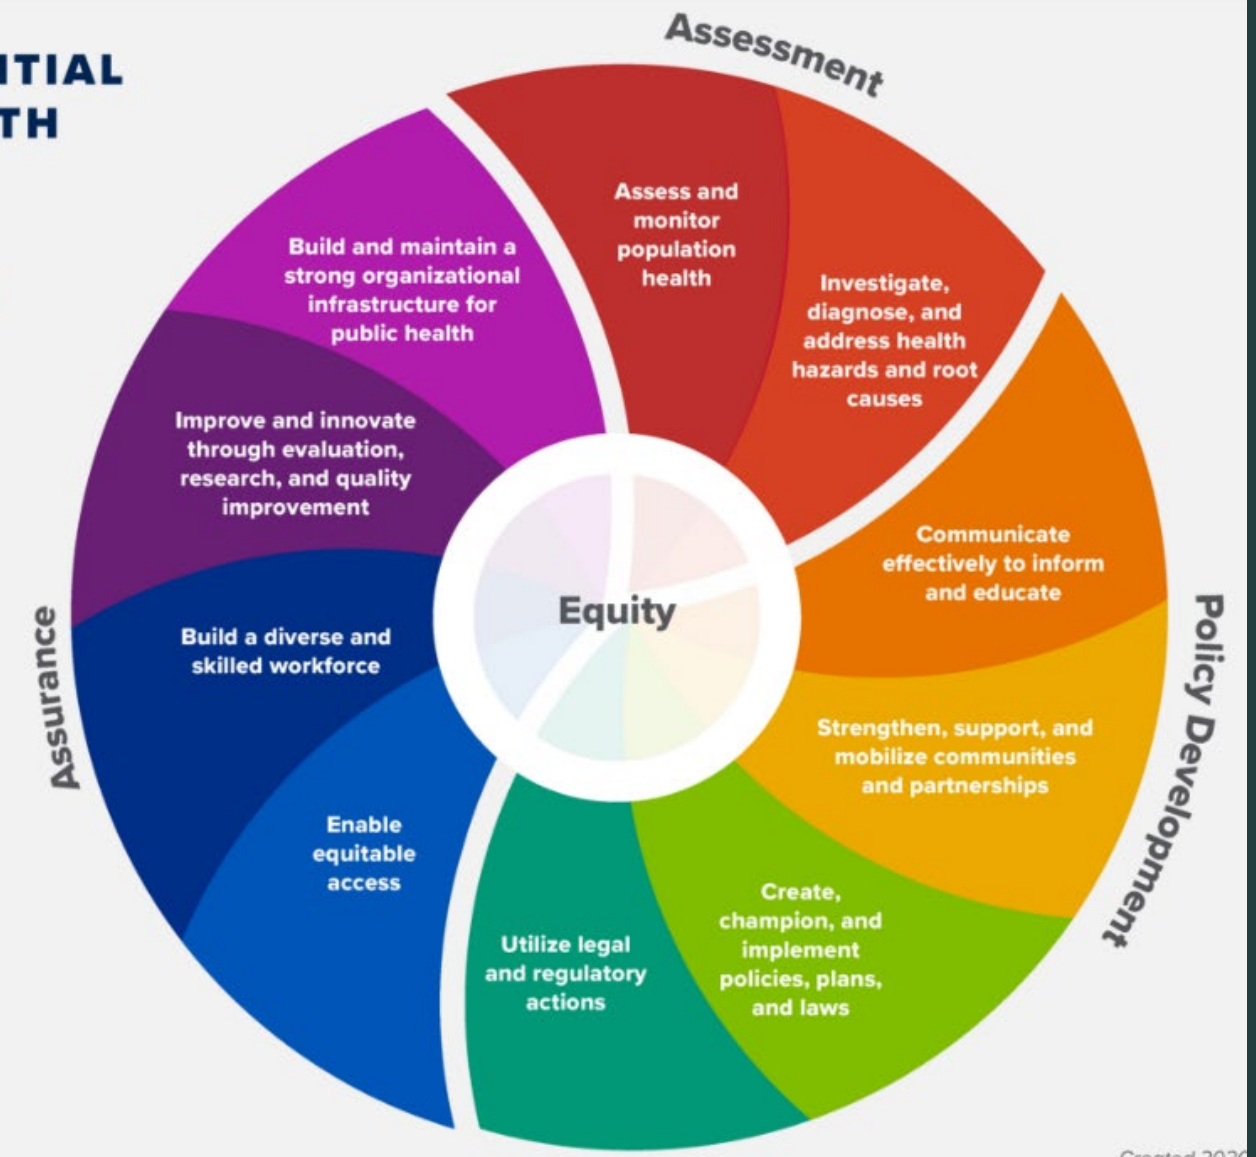 NTIAL
TH
Assessment
Assess and
monitor
population
health
Investigate,
diagnose, and
address health
hazards and root
causes
Communicate
effectively to inform
and educate
Policy Development
Strengthen, support, and
mobilize communities
and partnerships
Create,
champion, and
implement
policies, plans,
and laws
Utilize legal
and regulatory
actions
Enable
equitable
access
Assurance
Build a diverse and
skilled workforce
Improve and innovate
through evaluation,
research, and quality
improvement
Build and maintain a
strong organizational
infrastructure for
public health
Equity
Created 2020